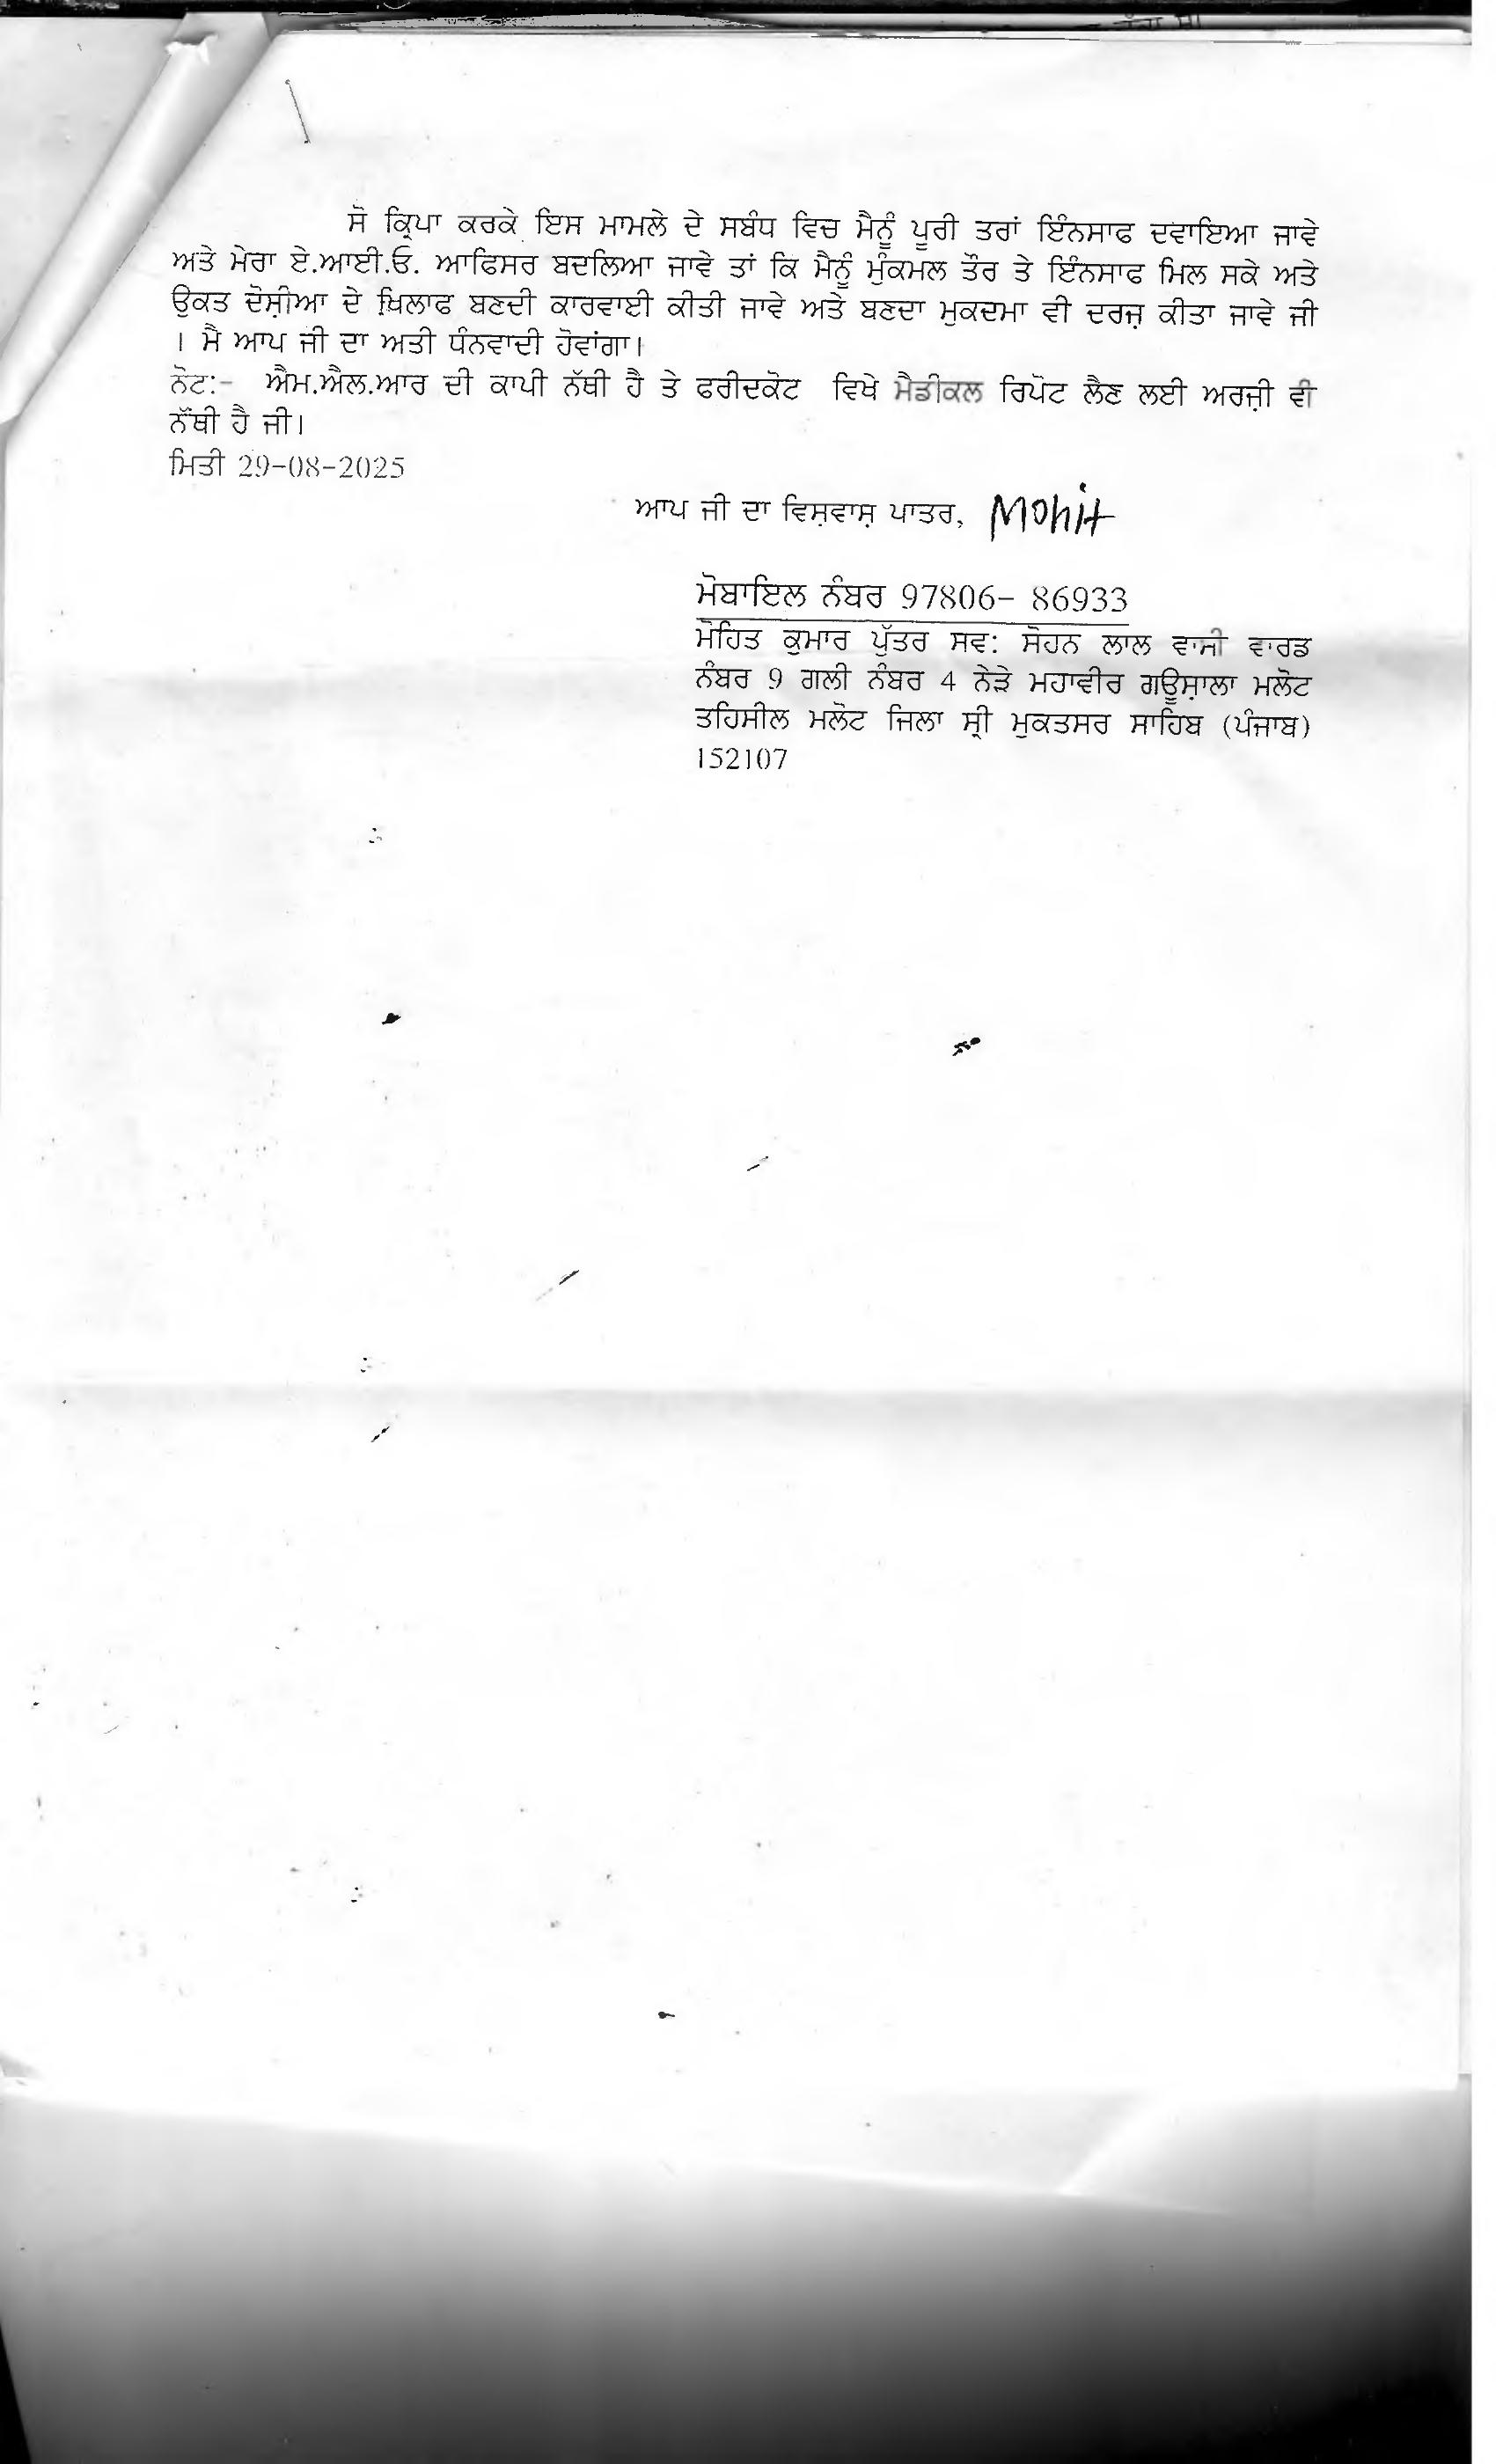 ਸੋ ਕ੍ਰਿਪਾ ਕਰਕੇ ਇਸ ਮਾਮਲੇ ਦੇ ਸਬੰਧ ਵਿਚ ਮੈਨੂੰ ਪੂਰੀ ਤਰਾਂ ਇੰਨਸਾਫ ਦਵਾਇਆ ਜਾਵੇ
ਅਤੇ ਮੇਰਾ ਏ.ਆਈ.ਓ. ਆਫਿਸਰ ਬਦਲਿਆ ਜਾਵੇ ਤਾਂ ਕਿ ਮੈਨੂੰ ਮੁੰਕਮਲ ਤੌਰ ਤੇ ਇੰਨਸਾਫ ਮਿਲ ਸਕੇ ਅਤੇ
ਉਕਤ ਦੋਸ਼ੀਆ ਦੇ ਖ਼ਿਲਾਫ ਬਣਦੀ ਕਾਰਵਾਈ ਕੀਤੀ ਜਾਵੇ ਅਤੇ ਬਣਦਾ ਮੁਕਦਮਾ ਵੀ ਦਰਜ਼ ਕੀਤਾ ਜਾਵੇ ਜੀ
। ਮੈ ਆਪ ਜੀ ਦਾ ਅਤੀ ਧੰਨਵਾਦੀ ਹੋਵਾਂਗਾ।
ਨੋਟ:- ਐਮ.ਐਲ.ਆਰ ਦੀ ਕਾਪੀ ਨੱਥੀ ਹੈ ਤੇ ਫਰੀਦਕੋਟ ਵਿਖੇ ਮੈਡੀਕਲ ਰਿਪੋਟ ਲੈਣ ਲਈ ਅਰਜ਼ੀ ਵੀ
ਨੱਥੀ ਹੈ ਜੀ।
ਮਿਤੀ 29-08-2025
ਆਪ ਜੀ ਦਾ ਵਿਸ਼ਵਾਸ਼ ਪਾਤਰ, Mohit
ਮੋਬਾਇਲ ਨੰਬਰ 97806- 86933
ਮੋਹਿਤ ਕੁਮਾਰ ਪੁੱਤਰ ਸਵ: ਸੋਹਨ ਲਾਲ ਵਾਸੀ ਵਾਰਡ
ਨੰਬਰ 9 ਗਲੀ ਨੰਬਰ 4 ਨੇੜੇ ਮਹਾਵੀਰ ਗਊਸ਼ਾਲਾ ਮਲੋਟ
ਤਹਿਸੀਲ ਮਲੋਟ ਜਿਲਾ ਸ੍ਰੀ ਮੁਕਤਸਰ ਸਾਹਿਬ (ਪੰਜਾਬ)
152107